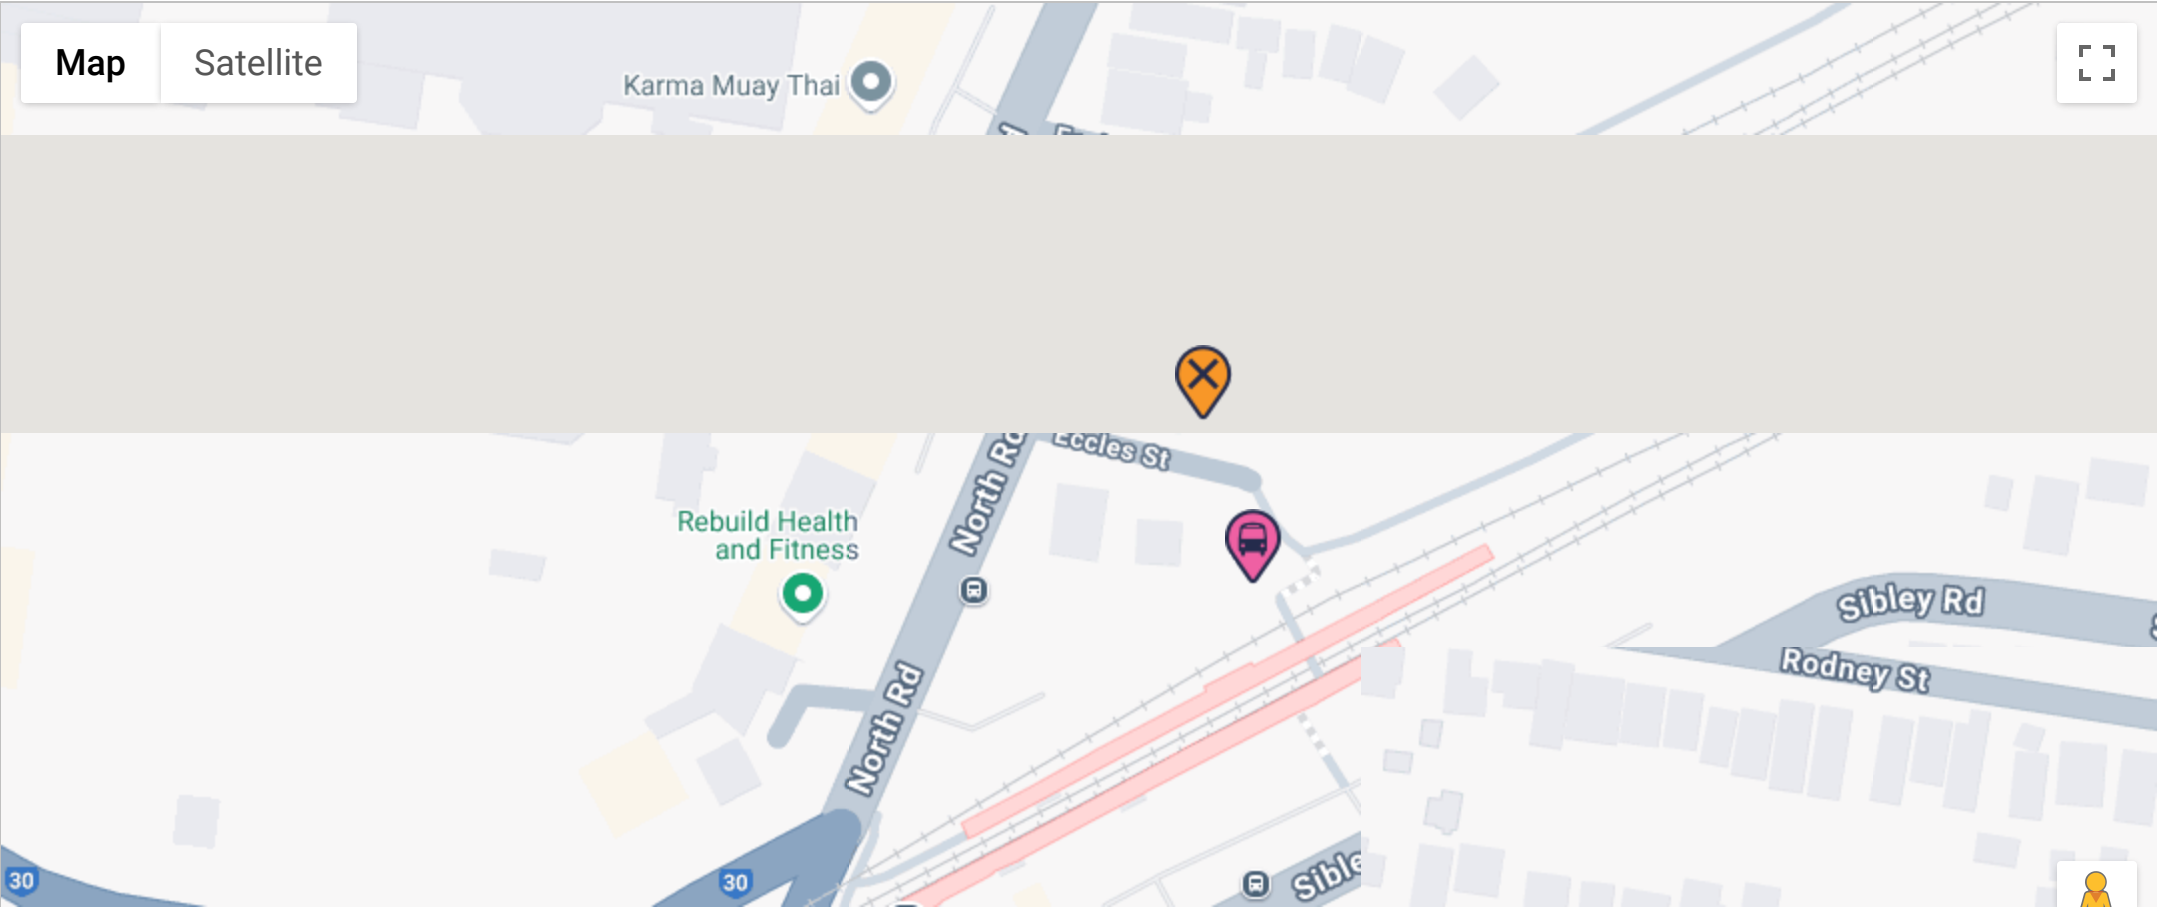 Map
Satellite
Karma Muay Thai
Eccles St
North Rd
Rebuild Health
and Fitness
Sibley Rd
Rodney St
North Rd
30
30